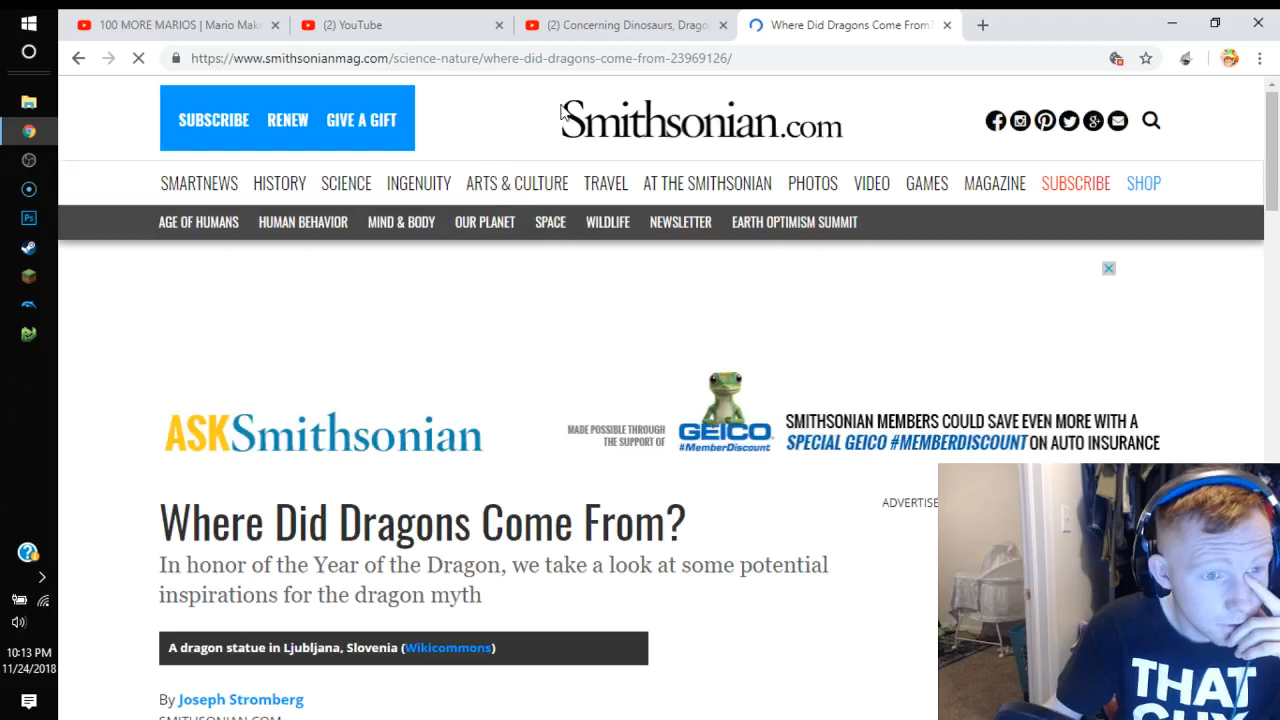 100 MORE MARIOS | Mario Mak
(2) YouTube
(2) Concerning Dinosaurs, Drago
Where Did Dragons Come From?
https://www.smithsonianmag.com/science-nature/where-did-dragons-come-from-23969126/
SUBSCRIBE RENEW GIVE A GIFT
Smithsonian.com
SMARTNEWS HISTORY SCIENCE INGENUITY ARTS & CULTURE TRAVEL AT THE SMITHSONIAN PHOTOS VIDEO GAMES MAGAZINE SUBSCRIBE SHOP
AGE OF HUMANS HUMAN BEHAVIOR MIND & BODY OUR PLANET SPACE WILDLIFE NEWSLETTER EARTH OPTIMISM SUMMIT
ASKSmithsonian
MADE POSSIBLE THROUGH
THE SUPPORT OF
GEICO
#MemberDiscount
SMITHSONIAN MEMBERS COULD SAVE EVEN MORE WITH A
SPECIAL GEICO #MEMBERDISCOUNT ON AUTO INSURANCE
ADVERTISE
Where Did Dragons Come From?
In honor of the Year of the Dragon, we take a look at some potential
inspirations for the dragon myth
A dragon statue in Ljubljana, Slovenia (Wikicommons)
By Joseph Stromberg
SMITHSONIAN.COM
Ps
10:13 PM
11/24/2018
THAT
GUY